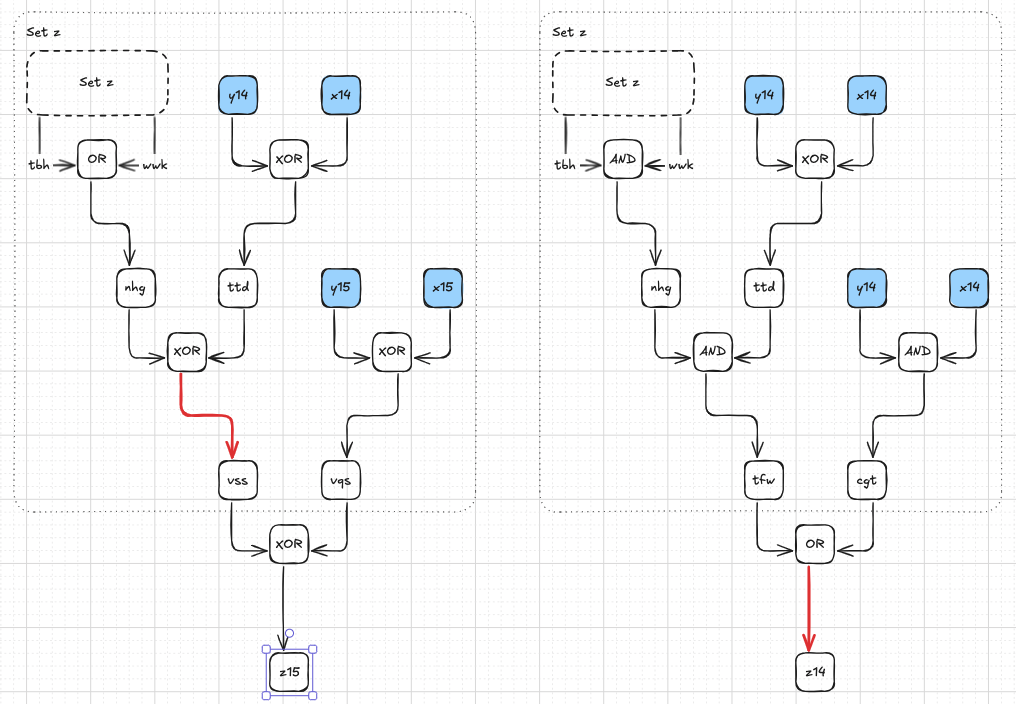 Set z
Set z
y14
x14
tbh
OR
wwk
XOR
nhg
ttd
y15
x15
XOR
XOR
vss
vqs
XOR
z15
Set z
Set z
y14
x14
tbh
AND
wwk
XOR
nhg
ttd
y14
x14
AND
AND
tfw
cgt
OR
z14